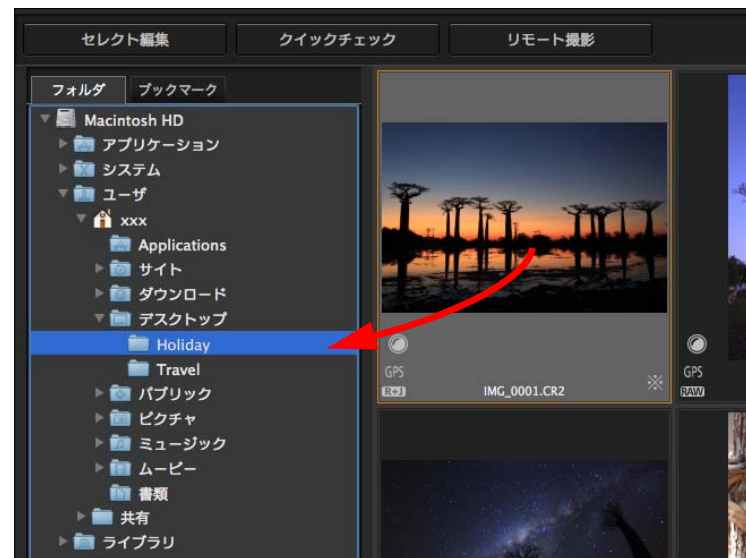 セレクト編集 クイックチェック リモート撮影
フォルダ ブックマーク
Macintosh HD
アプリケーション
システム
ユーザ
xxx
Applications
サイト
ダウンロード
デスクトップ
Holiday
Travel
パブリック
ピクチャ
ミュージック
ムービー
書類
共有
ライブラリ
GPS
R+J
IMG_0001.CR2
※
GPS
RAW